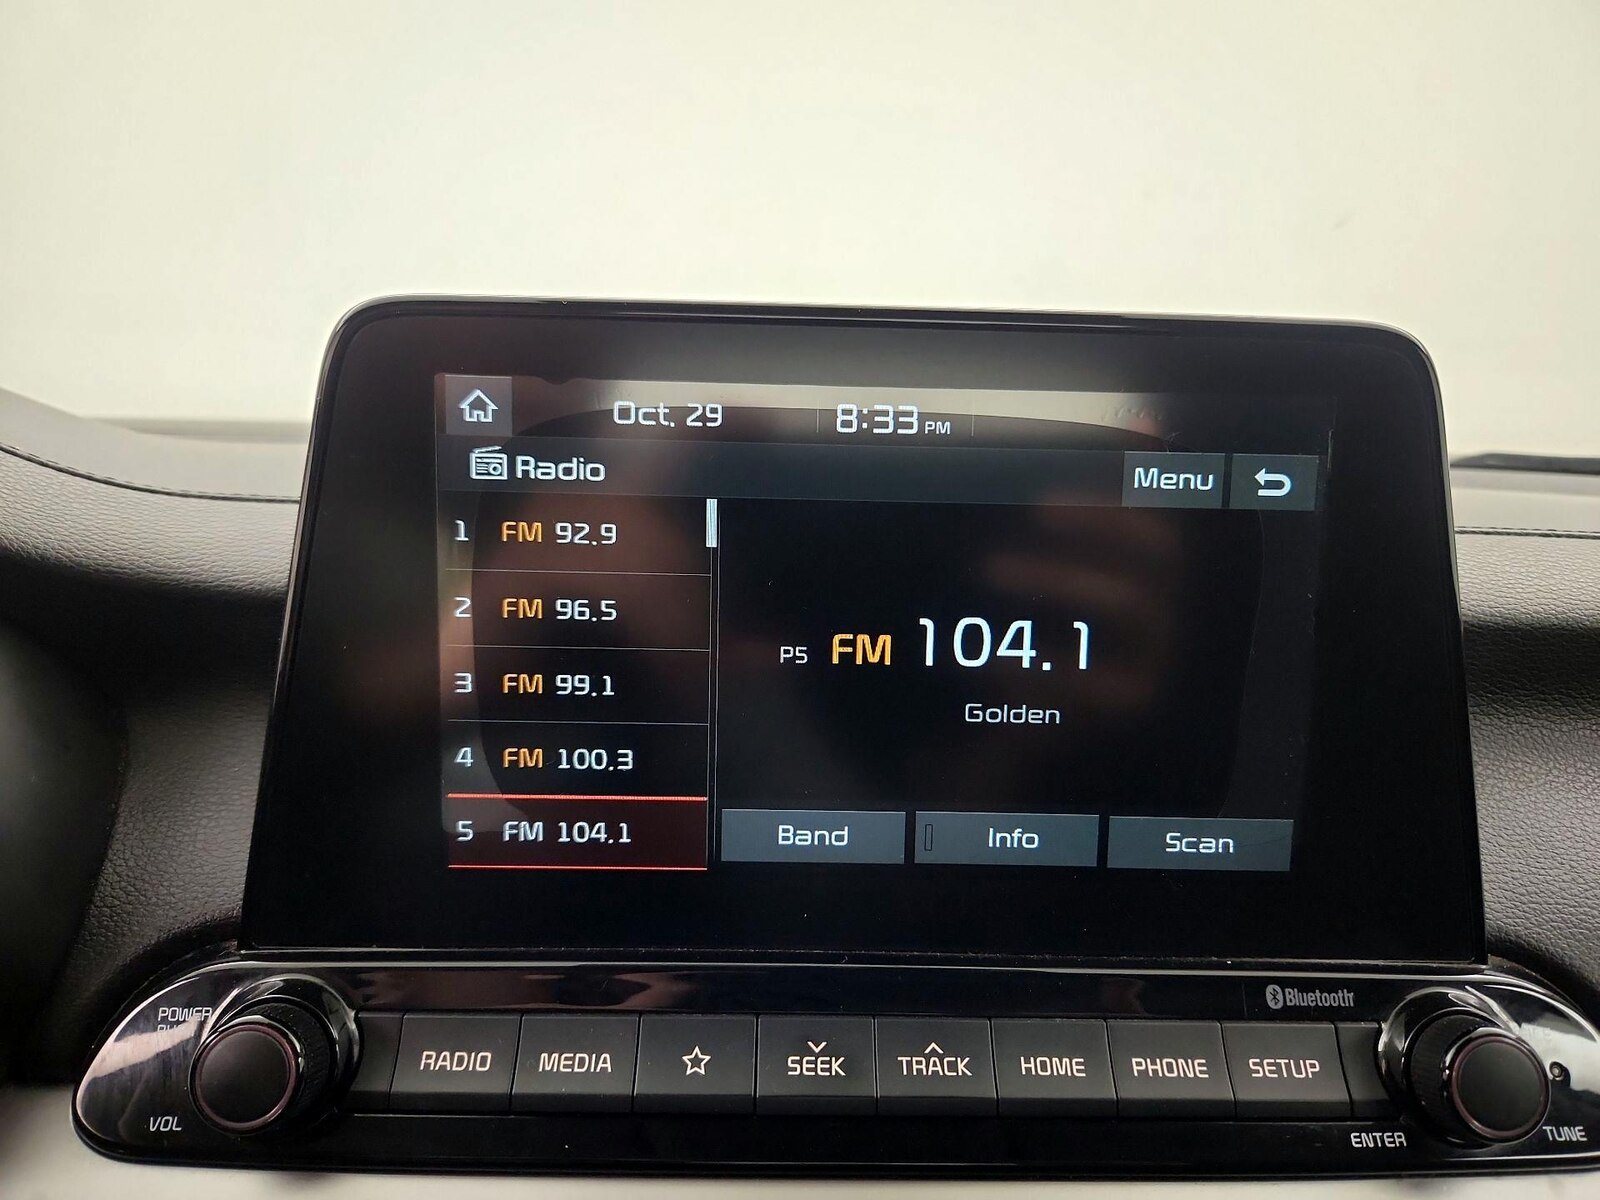 Oct. 29 8:33 PM
Radio
Menu
1 FM 92.9
2 FM 96.5
3 FM 99.1
4 FM 100.3
5 FM 104.1
P5 FM 104.1
Golden
Band Info Scan
Bluetooth
POWER
VOL
RADIO MEDIA SEEK TRACK HOME PHONE SETUP
ENTER
TUNE